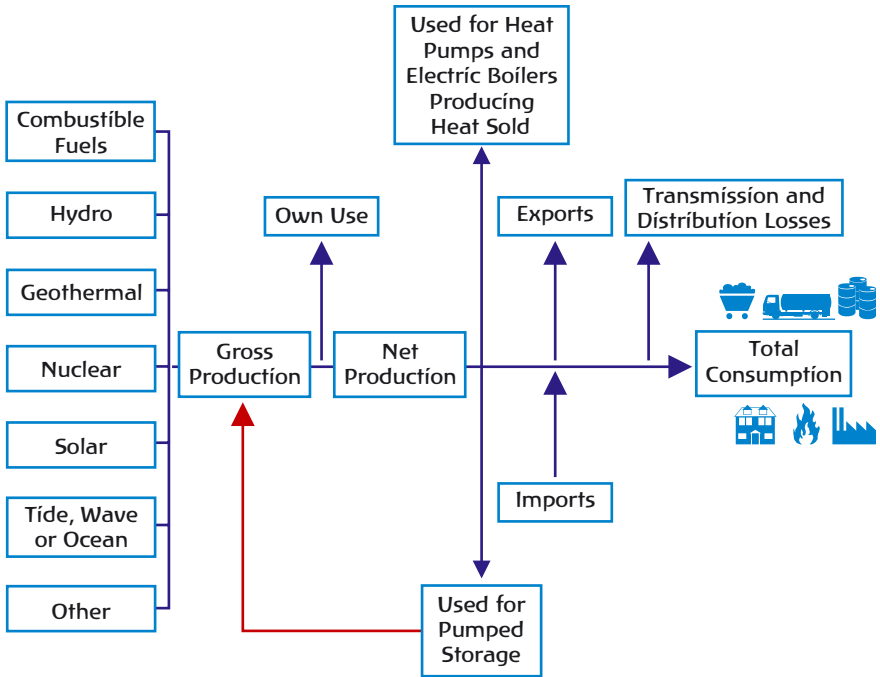 Used for Heat
Pumps and
Electric Boilers
Producing
Heat Sold
Combustible
Fuels
Hydro
Geothermal
Nuclear
Solar
Tide, Wave
or Ocean
Other
Own Use
Exports
Transmission and
Distribution Losses
Gross
Production
Net
Production
Total
Consumption
Imports
Used for
Pumped
Storage